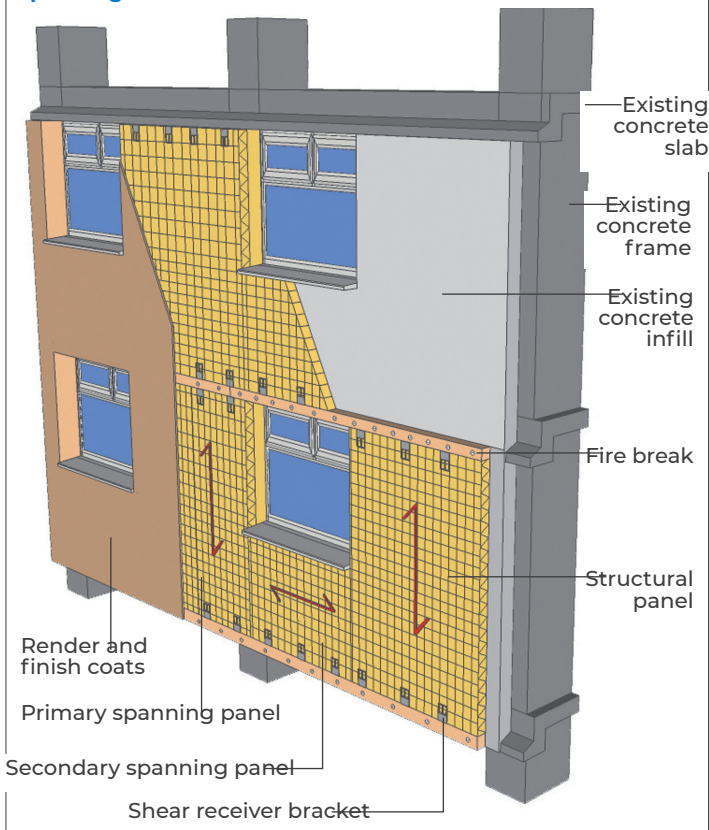 Existing
concrete
slab
Existing
concrete
frame
Existing
concrete
infill
Fire break
Structural
panel
Render and
finish coats
Primary spanning panel
Secondary spanning panel
Shear receiver bracket